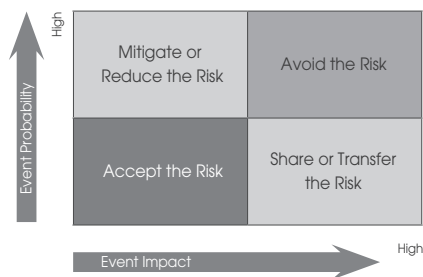 High
Event Probability
Mitigate or
Reduce the Risk
Avoid the Risk
Accept the Risk
Share or Transfer
the Risk
High
Event Impact